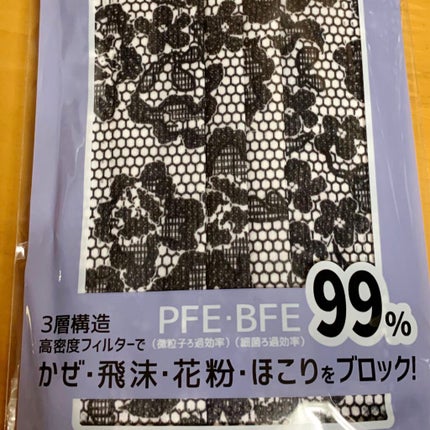 3層構造
PFE・BFE 99%
高密度フィルターで (微粒子ろ過効率) (細菌ろ過効率)
かぜ・飛沫・花粉・ほこりをブロック!